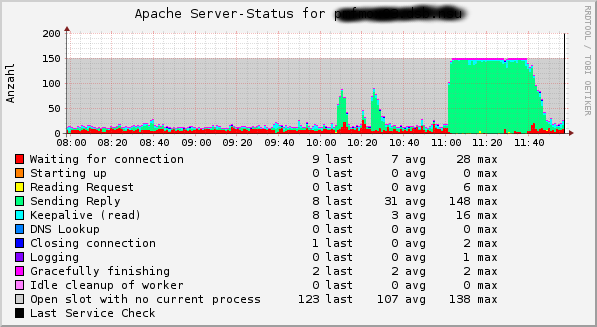 Apache Server-Status for
RRDTOOL / TOBI OETIKER
Anzahl
200
150
100
50
0
08:00 08:20 08:40 09:00 09:20 09:40 10:00 10:20 10:40 11:00 11:20 11:40
Waiting for connection 9 last 7 avg 28 max
Starting up 0 last 0 avg 0 max
Reading Request 0 last 0 avg 6 max
Sending Reply 8 last 31 avg 148 max
Keepalive (read) 8 last 3 avg 16 max
DNS Lookup 0 last 0 avg 0 max
Closing connection 1 last 0 avg 2 max
Logging 0 last 0 avg 1 max
Gracefully finishing 2 last 2 avg 2 max
Idle cleanup of worker 0 last 0 avg 0 max
Open slot with no current process 123 last 107 avg 138 max
Last Service Check